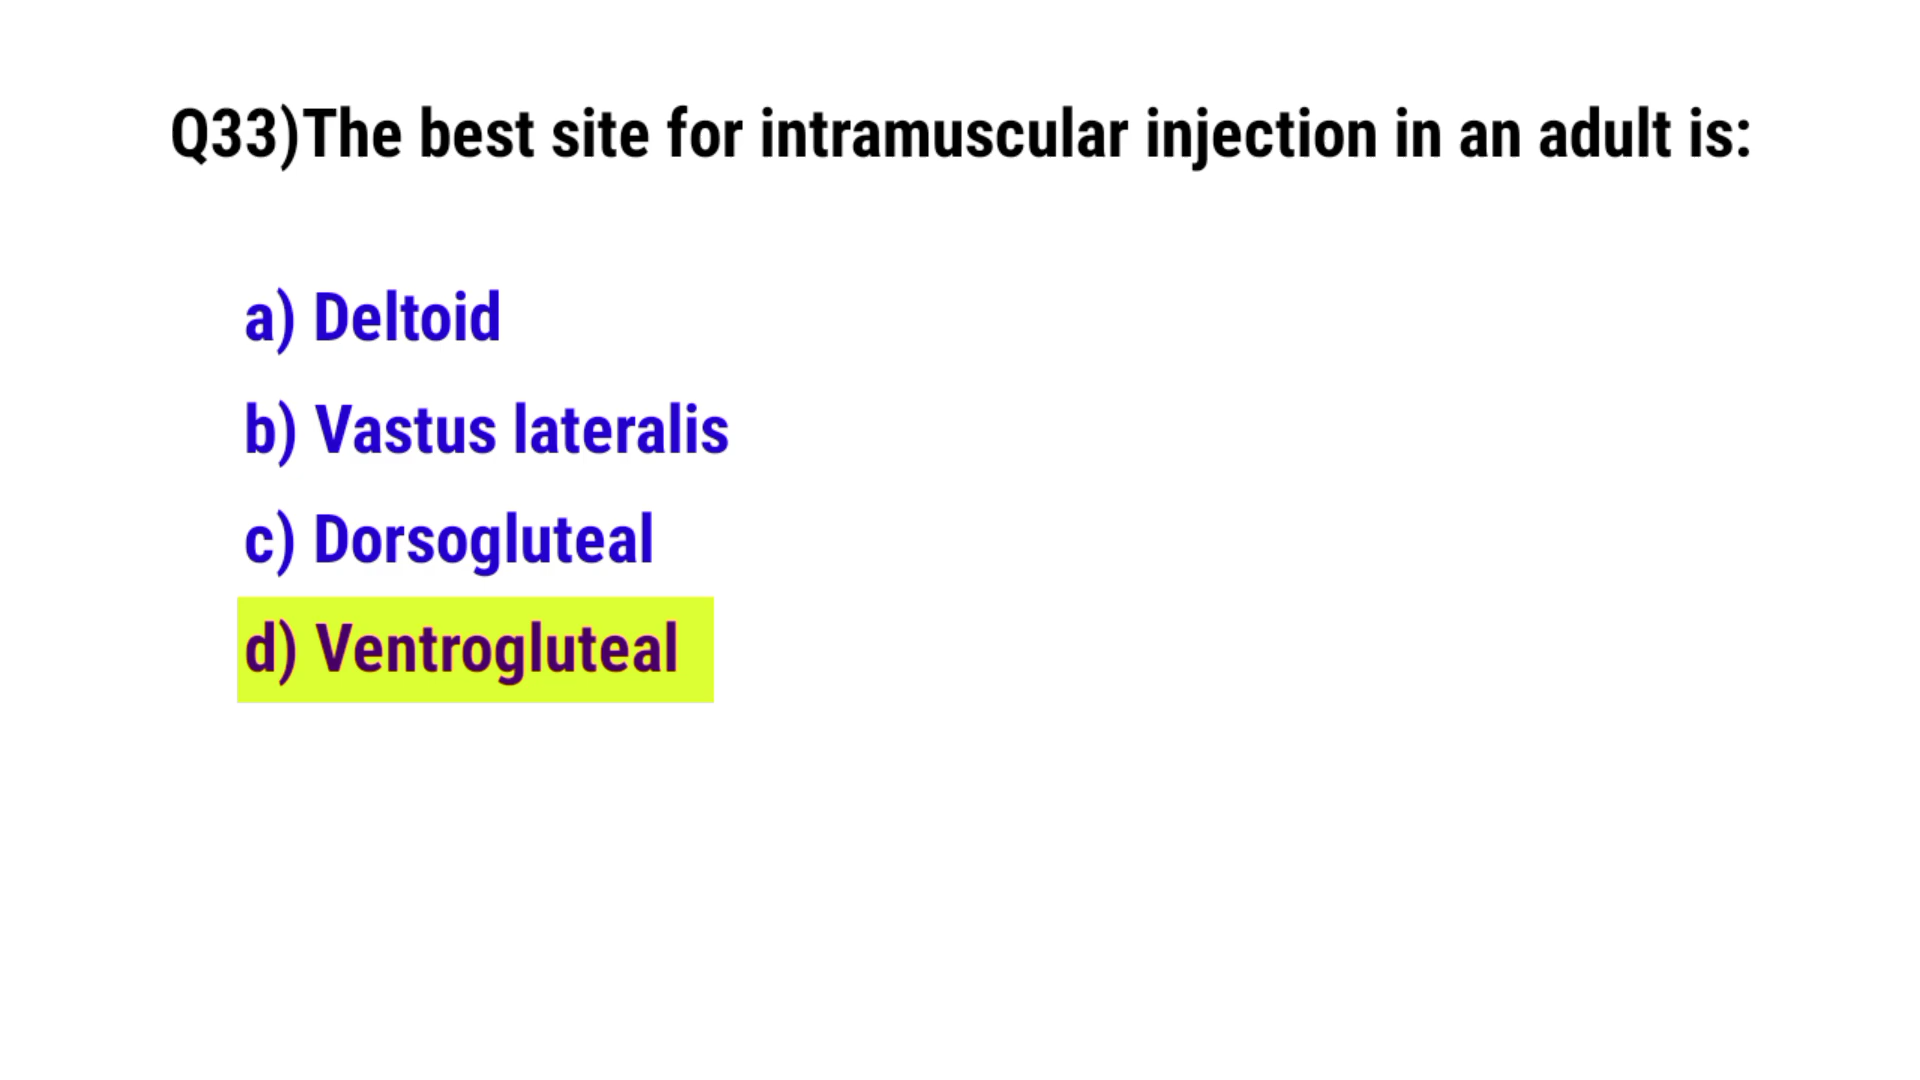 Q33)The best site for intramuscular injection in an adult is:
a) Deltoid
b) Vastus lateralis
c) Dorsogluteal
d) Ventrogluteal